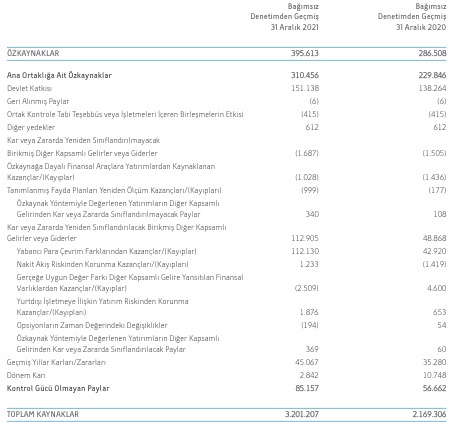 Bağımsız Bağımsız
Denetimden Geçmiş Denetimden Geçmiş
31 Aralık 2021 31 Aralık 2020
ÖZKAYNAKLAR 395.613 286.508
Ana Ortaklığa Ait Özkaynaklar 310.456 229.846
Devlet Katkısı 151.138 138.264
Geri Alınmış Paylar (6) (6)
Ortak Kontrole Tabi Teşebbüs veya İşletmeleri İçeren Birleşmelerin Etkisi (415) (415)
Diğer yedekler 612 612
Kar veya Zararda Yeniden Sınıflandırılmayacak
Birikmiş Diğer Kapsamlı Gelirler veya Giderler (1.687) (1.505)
Özkaynağa Dayalı Finansal Araçlara Yatırımlardan Kaynaklanan
Kazançlar/(Kayıplar) (1.028) (1.436)
Tanımlanmış Fayda Planları Yeniden Ölçüm Kazançları/(Kayıpları) (999) (177)
Özkaynak Yöntemiyle Değerlenen Yatırımların Diğer Kapsamlı
Gelirinden Kar veya Zararda Sınıflandırılmayacak Paylar 340 108
Kar veya Zararda Yeniden Sınıflandırılacak Birikmiş Diğer Kapsamlı
Gelirler veya Giderler 112.905 48.868
Yabancı Para Çevrim Farklarından Kazançlar/(Kayıplar) 112.130 42.920
Nakit Akış Riskinden Korunma Kazançları/(Kayıpları) 1.233 (1.419)
Gerçeğe Uygun Değer Farkı Diğer Kapsamlı Gelire Yansıtılan Finansal
Varlıklardan Kazançlar/(Kayıplar) (2.509) 4.600
Yurtdışı İşletmeye İlişkin Yatırım Riskinden Korunma
Kazançları/(Kayıpları) 1.876 653
Opsiyonların Zaman Değerindeki Değişiklikler (194) 54
Özkaynak Yöntemiyle Değerlenen Yatırımların Diğer Kapsamlı
Gelirinden Kar veya Zararda Sınıflandırılacak Paylar 369 60
Geçmiş Yıllar Karları/Zararları 45.067 35.280
Dönem Karı 2.842 10.748
Kontrol Gücü Olmayan Paylar 85.157 56.662
TOPLAM KAYNAKLAR 3.201.207 2.169.306